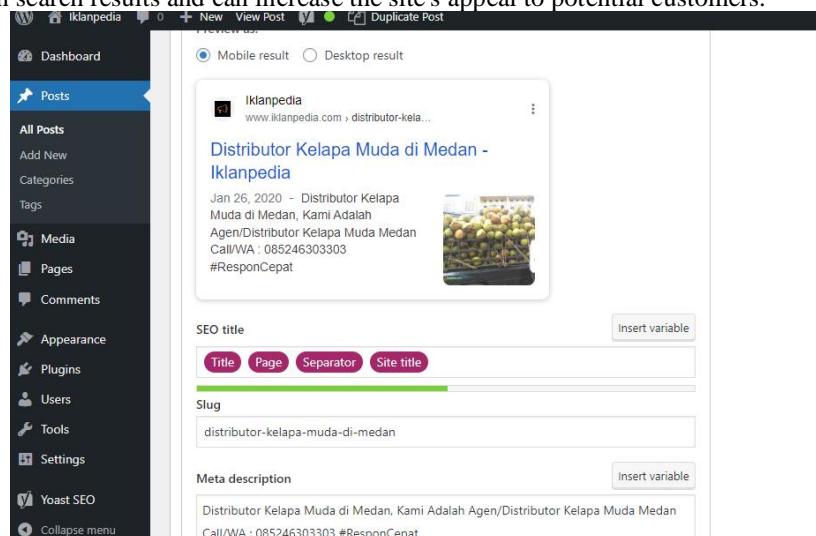 n search results and can increase the site's appeal to potential customers.
Iklanpedia 0 New View Post Duplicate Post
Preview as:
Dashboard
Mobile result Desktop result
Posts
Iklanpedia
www.iklanpedia.com › distributor-kela...
All Posts
Distributor Kelapa Muda di Medan -
Iklanpedia
Add New
Categories
Jan 26, 2020 - Distributor Kelapa
Muda di Medan, Kami Adalah
Agen/Distributor Kelapa Muda Medan
Call/WA : 085246303303
#ResponCepat
Tags
Media
Pages
Comments
SEO title
Insert variable
Appearance
Title Page Separator Site title
Plugins
Users
Slug
Tools
distributor-kelapa-muda-di-medan
Settings
Meta description
Insert variable
Yoast SEO
Distributor Kelapa Muda di Medan, Kami Adalah Agen/Distributor Kelapa Muda Medan
Collapse menu
Call/WA : 085246303303 #ResponCepat